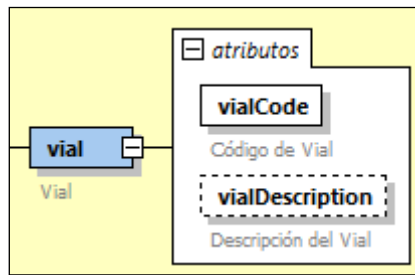 atributos
vialCode
Código de Vial
vial
Vial
vialDescription
Descripción del Vial